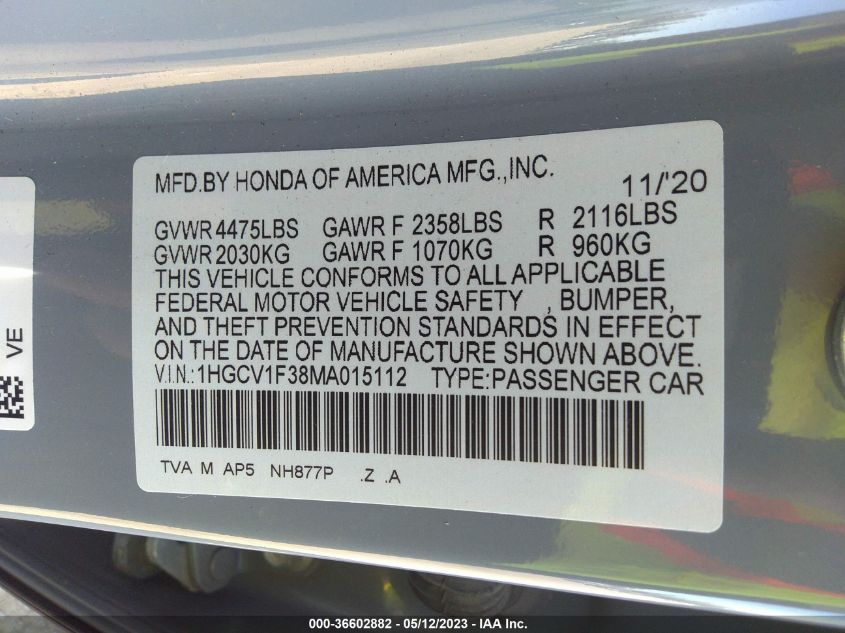 MFD.BY HONDA OF AMERICA MFG.,INC. 11/'20
GVWR 4475LBS GAWR F 2358LBS R 2116LBS
GVWR 2030KG GAWR F 1070KG R 960KG
THIS VEHICLE CONFORMS TO ALL APPLICABLE
FEDERAL MOTOR VEHICLE SAFETY , BUMPER,
AND THEFT PREVENTION STANDARDS IN EFFECT
ON THE DATE OF MANUFACTURE SHOWN ABOVE.
V.I.N.:1HGCV1F38MA015112 TYPE:PASSENGER CAR
TVA M AP5 NH877P .Z .A
VE
000-36602882 - 05/12/2023 - IAA Inc.